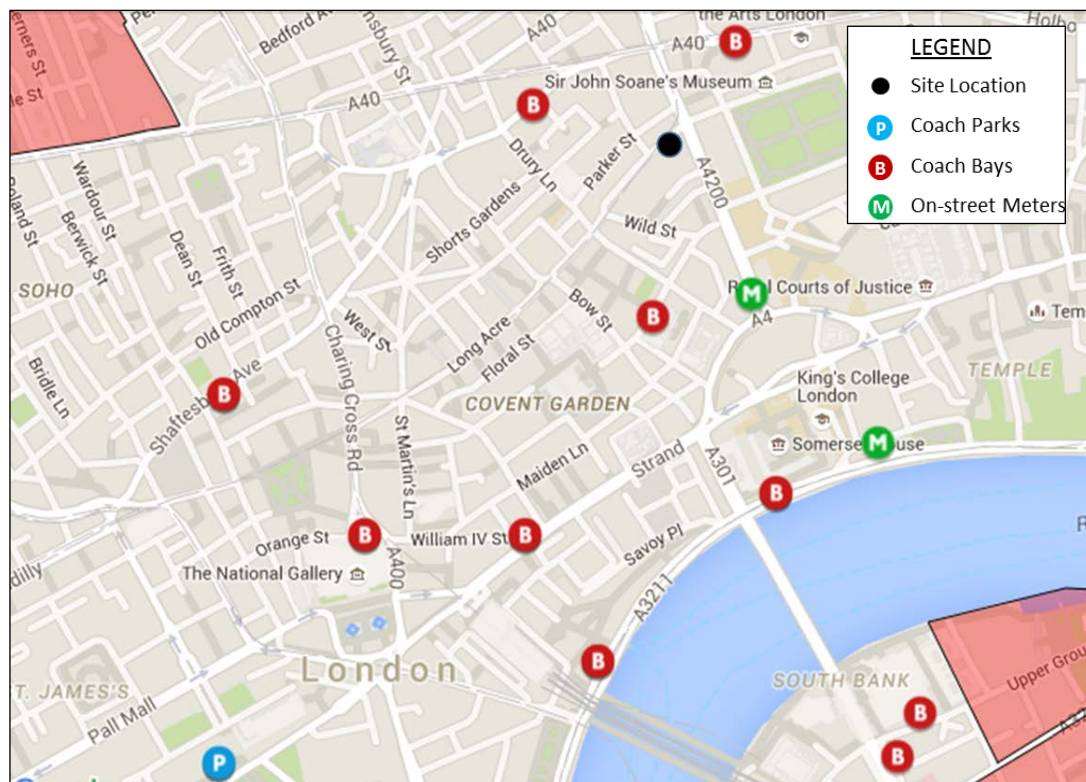 the Arts London
Holbo
Bedford Av
A40
A40
A40
LEGEND
Site Location
Coach Parks
Coach Bays
On-street Meters
P
B
M
Sir John Soane's Museum
B
B
Drury Ln
Parker St
A4200
Shorts Gardens
Wild St
Wardour St
Berwick St
Dean St
Frith St
SOHO
Old Compton St
West St
Long Acre
Floral St
Bow St
B
M
Royal Courts of Justice
A4
Tem
TEMPLE
King's College
London
Bridle Ln
Shaftesbury Ave
B
Charing Cross Rd
COVENT GARDEN
St Martin's Ln
Maiden Ln
Strand
A301
Somerset House
M
B
Orange St
B
William IV St
B
Savoy Pl
A400
The National Gallery
A3211
London
B
SOUTH BANK
Upper Grou
ST. JAMES'S
Pall Mall
B
B
P